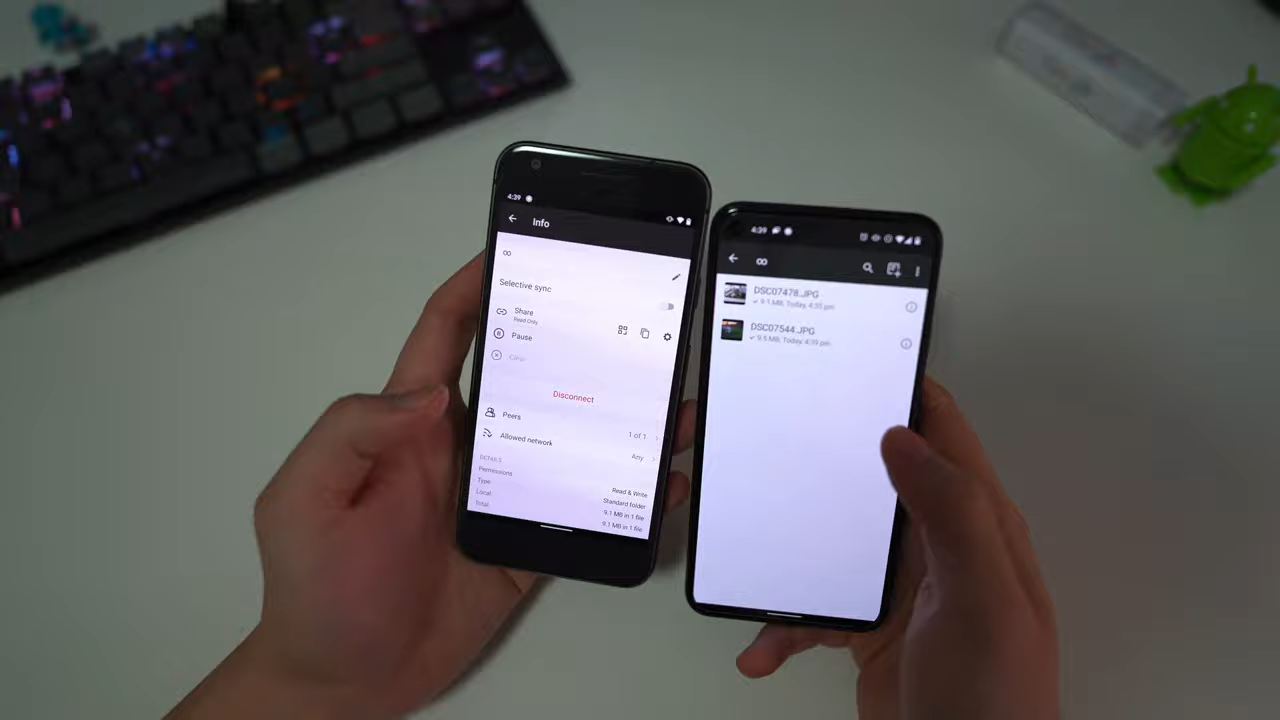 4:39
Info
∞
Selective sync
Share
Read Only
Pause
Clear
Disconnect
Peers
1 of 1
Allowed network
Any
DETAILS
Permissions
Read & Write
Type
Standard folder
Local
9.1 MB in 1 file
Total
9.1 MB in 1 file
4:39
∞
DSC07478.JPG
9.1 MB, Today, 4:35 pm
DSC07544.JPG
9.5 MB, Today, 4:39 pm